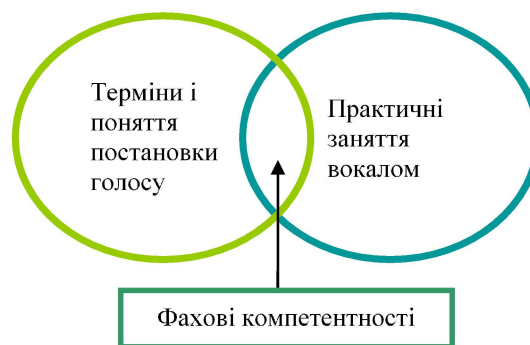 Терміни і
поняття
постановки
голосу
Практичні
заняття
вокалом
Фахові компетентності